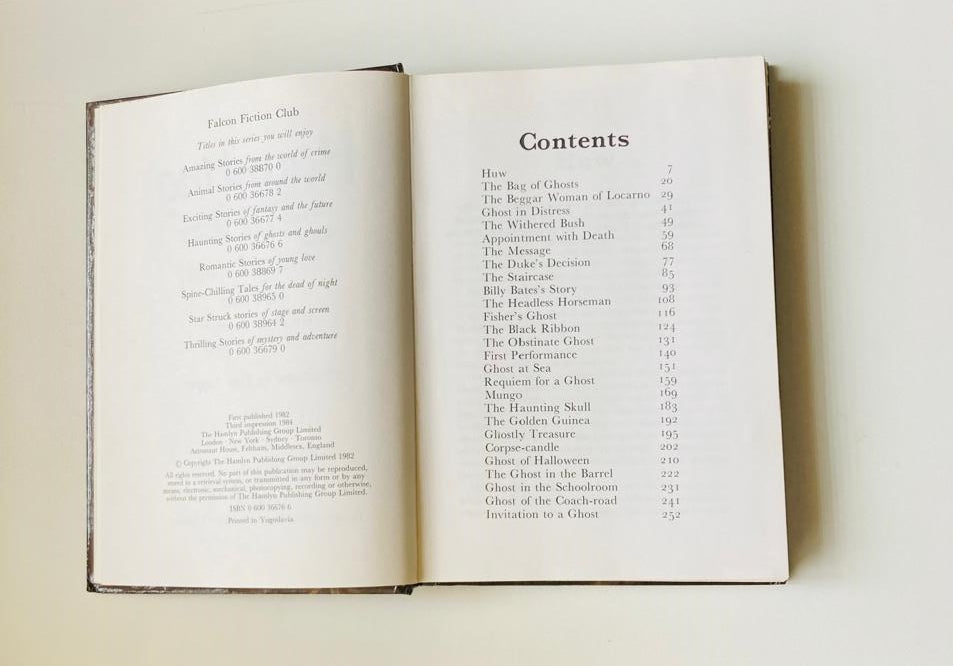 Falcon Fiction Club
Titles in this series you will enjoy
Amazing Stories from the world of crime
0 600 38870 0
Animal Stories from around the world
0 600 36678 2
Exciting Stories of fantasy and the future
0 600 36677 4
Haunting Stories of ghosts and ghouls
0 600 36676 6
Romantic Stories of young love
0 600 38869 7
Spine-Chilling Tales for the dead of night
0 600 38965 0
Star Struck stories of stage and screen
0 600 38964 2
Thrilling Stories of mystery and adventure
0 600 36679 0
First published 1982
Third impression 1984
The Hamlyn Publishing Group Limited
London · New York · Sydney · Toronto
Astronaut House, Feltham, Middlesex, England
© Copyright The Hamlyn Publishing Group Limited 1982
All rights reserved. No part of this publication may be reproduced,
stored in a retrieval system, or transmitted in any form or by any
means, electronic, mechanical, photocopying, recording or otherwise,
without the permission of The Hamlyn Publishing Group Limited.
ISBN 0 600 36676 6
Printed in Yugoslavia
Contents
Huw 7
The Bag of Ghosts 20
The Beggar Woman of Locarno 29
Ghost in Distress 41
The Withered Bush 49
Appointment with Death 59
The Message 68
The Duke's Decision 77
The Staircase 85
Billy Bates's Story 93
The Headless Horseman 108
Fisher's Ghost 116
The Black Ribbon 124
The Obstinate Ghost 131
First Performance 140
Ghost at Sea 151
Requiem for a Ghost 159
Mungo 169
The Haunting Skull 183
The Golden Guinea 192
Ghostly Treasure 195
Corpse-candle 202
Ghost of Halloween 210
The Ghost in the Barrel 222
Ghost in the Schoolroom 231
Ghost of the Coach-road 241
Invitation to a Ghost 252